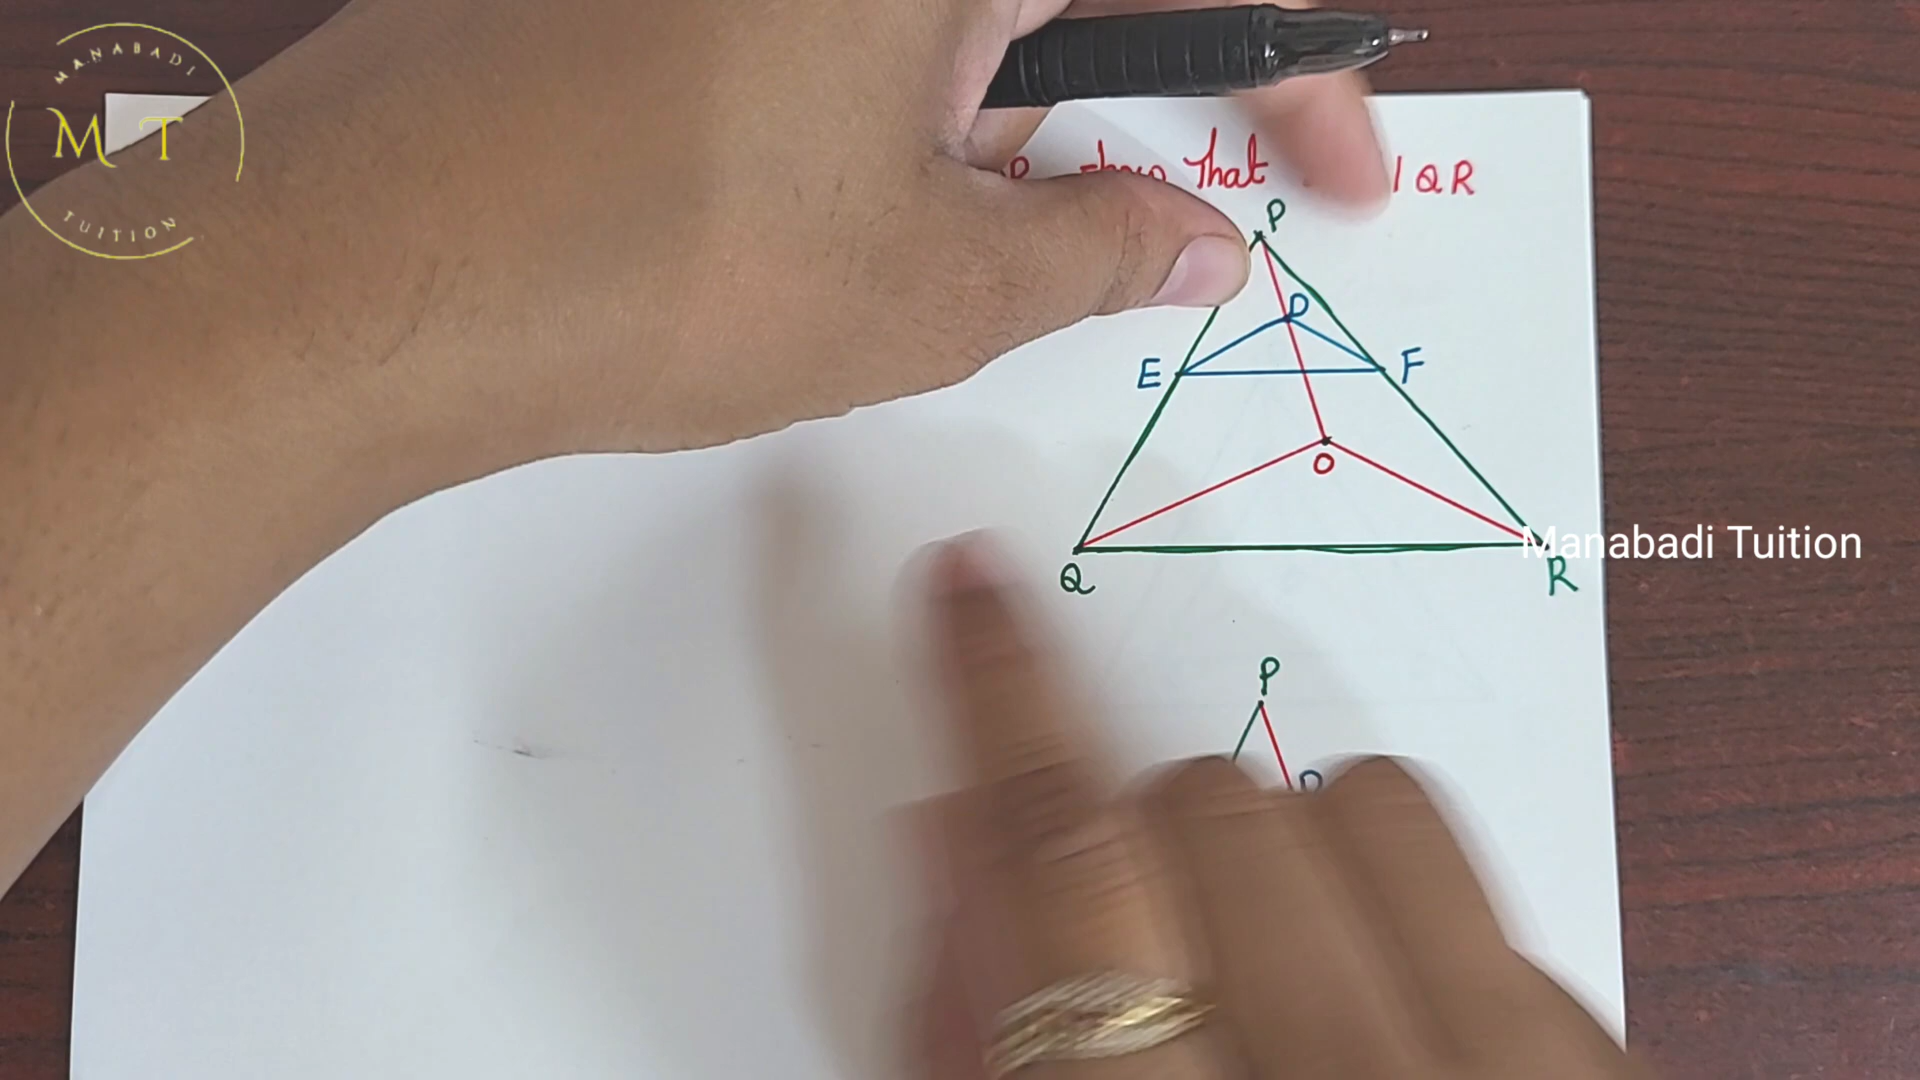 MANABADI
M T
TUITION
That QR
P
D
E F
O
Manabadi Tuition
Q R
P
D